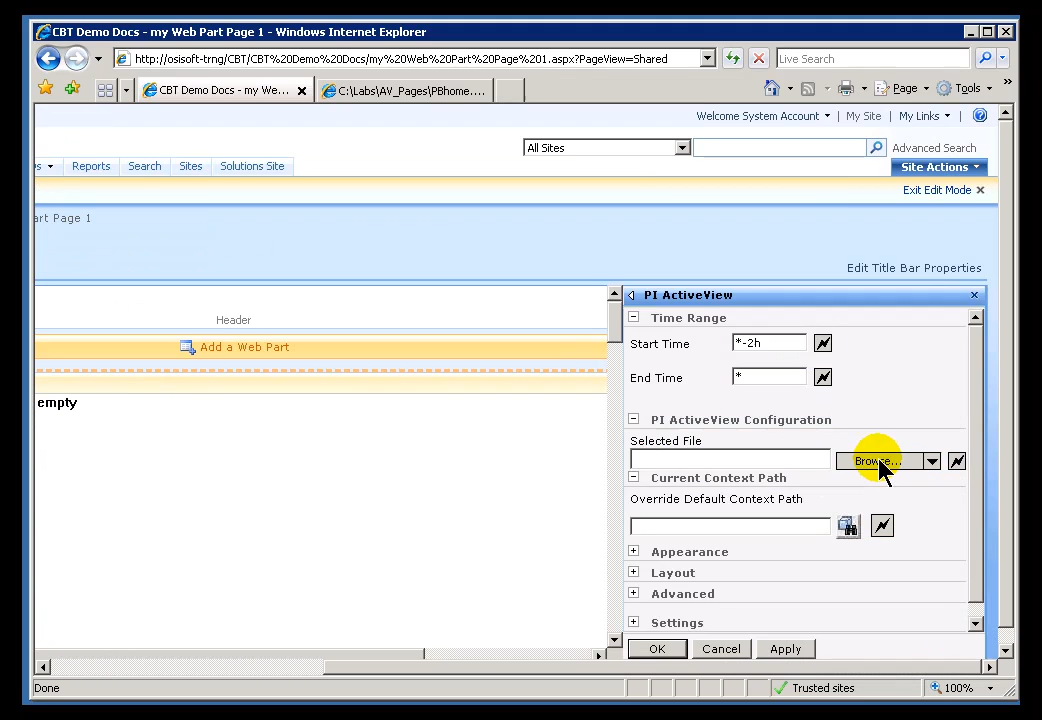 CBT Demo Docs - my Web Part Page 1 - Windows Internet Explorer
http://osisoft-trng/CBT/CBT%20Demo%20Docs/my%20Web%20Part%20Page%201.aspx?PageView=Shared
Live Search
CBT Demo Docs - my We...
C:\Labs\AV_Pages\PBhome....
Page
Tools
»
Welcome System Account
My Site
My Links
All Sites
Advanced Search
Reports
Search
Sites
Solutions Site
Site Actions
Exit Edit Mode
art Page 1
Edit Title Bar Properties
PI ActiveView
Time Range
Header
Start Time
*-2h
Add a Web Part
End Time
*
empty
PI ActiveView Configuration
Selected File
Browse...
Current Context Path
Override Default Context Path
Appearance
Layout
Advanced
Settings
OK
Cancel
Apply
Done
Trusted sites
100%